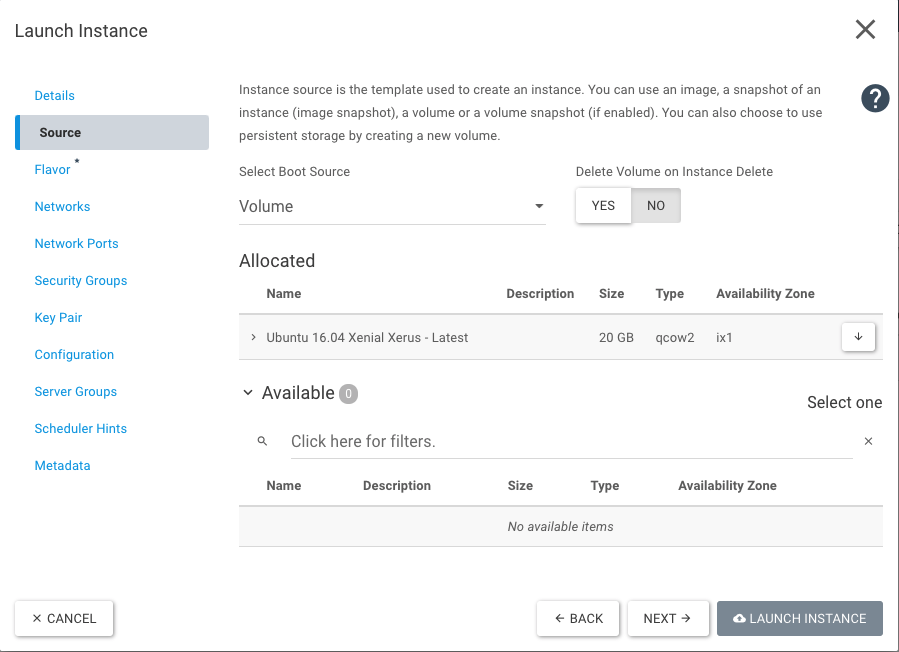 Launch Instance
Details
Source
Flavor *
Networks
Network Ports
Security Groups
Key Pair
Configuration
Server Groups
Scheduler Hints
Metadata
Instance source is the template used to create an instance. You can use an image, a snapshot of an
instance (image snapshot), a volume or a volume snapshot (if enabled). You can also choose to use
persistent storage by creating a new volume.
Select Boot Source
Delete Volume on Instance Delete
Volume
YES NO
Allocated
Name Description Size Type Availability Zone
Ubuntu 16.04 Xenial Xerus - Latest 20 GB qcow2 ix1
Available 0
Select one
Click here for filters.
Name Description Size Type Availability Zone
No available items
CANCEL
BACK
NEXT
LAUNCH INSTANCE